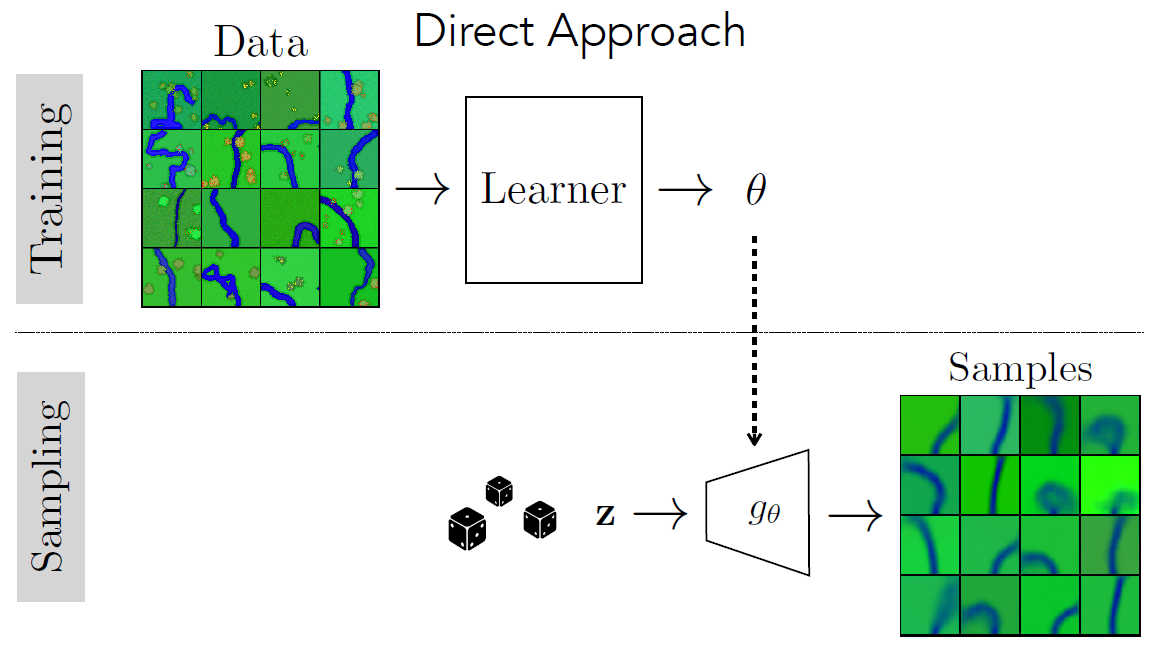 Direct Approach
Data
Training
Learner
θ
Sampling
Samples
z
gθ